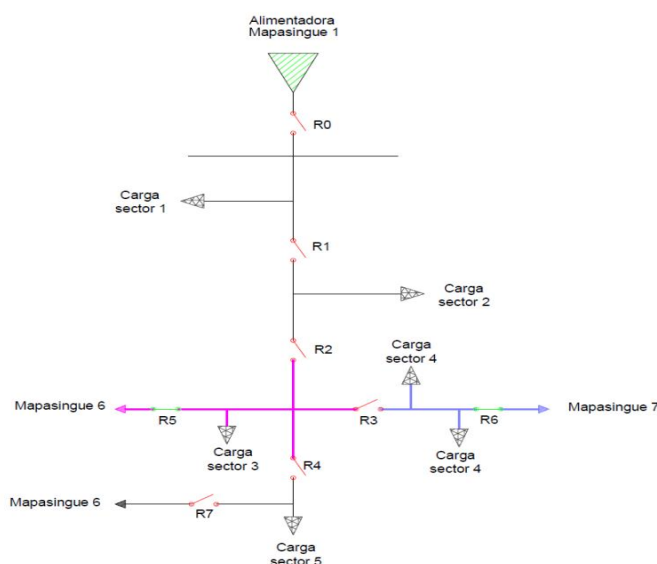 Alimentadora
Mapasingue 1
R0
Carga
sector 1
R1
Carga
sector 2
R2
Carga
sector 4
Mapasingue 6
R5
R3
R6
Mapasingue 7
Carga
sector 3
R4
Carga
sector 4
Mapasingue 6
R7
Carga
sector 5